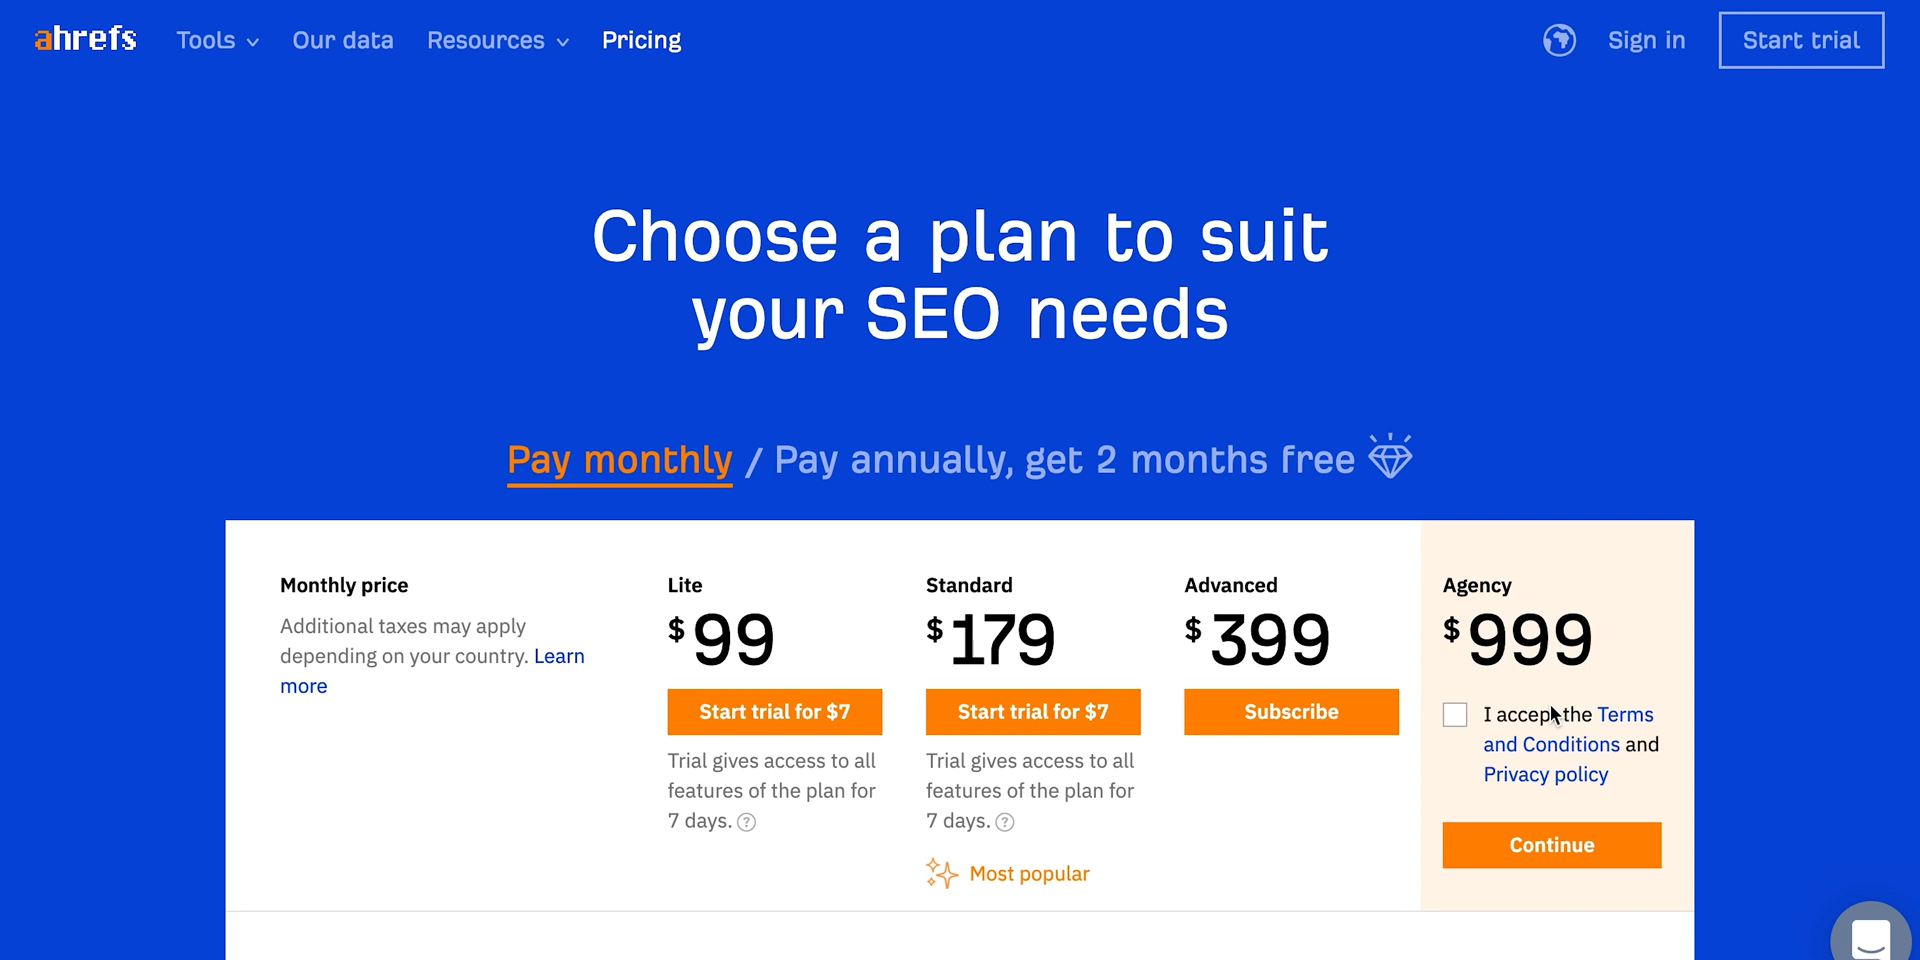 ahrefs Tools Our data Resources Pricing Sign in Start trial
Choose a plan to suit
your SEO needs
Pay monthly / Pay annually, get 2 months free
Monthly price
Additional taxes may apply
depending on your country. Learn
more
Lite
$99
Start trial for $7
Trial gives access to all
features of the plan for
7 days. ?
Standard
$179
Start trial for $7
Trial gives access to all
features of the plan for
7 days. ?
Most popular
Advanced
$399
Subscribe
Agency
$999
I accept the Terms
and Conditions and
Privacy policy
Continue